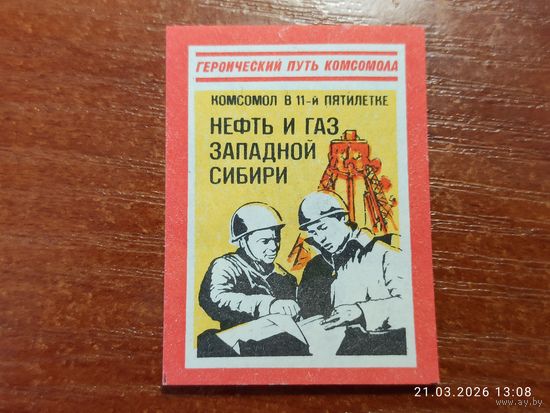 ГЕРОИЧЕСКИЙ ПУТЬ КОМСОМОЛА
КОМСОМОЛ В 11-й ПЯТИЛЕТКЕ
НЕФТЬ И ГАЗ
ЗАПАДНОЙ
СИБИРИ
21.03.2026 13:08
www.ay.by